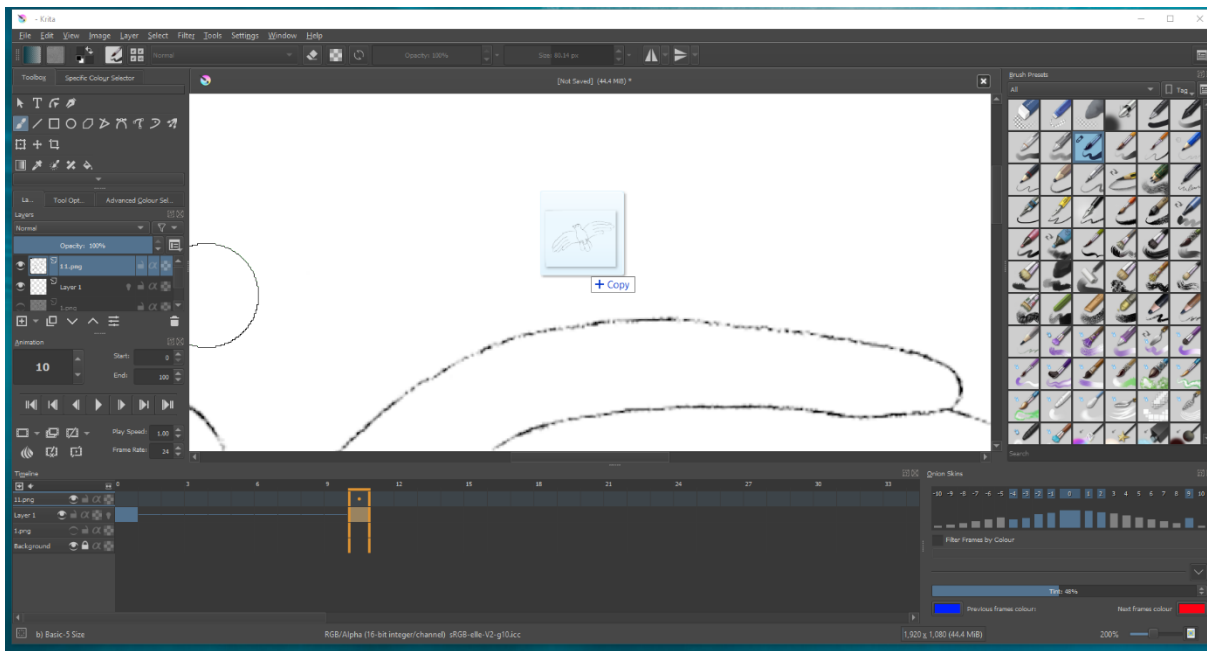 - Krita
File Edit View Image Layer Select Filter Tools Settings Window Help
Normal Opacity: 100% Size: 80.14 px
Toolbox Specific Colour Selector
[Not Saved] (44.4 MiB) *
Brush Presets
All Tag
La... Tool Opt... Advanced Colour Sel...
Layers
Normal
Opacity: 100%
11.png
Layer 1
1.png
+ Copy
Animation
10 Start: 0
End: 100
Play Speed: 1.00
Frame Rate: 24
Search
Timeline
0 3 6 9 12 15 18 21 24 27 30 33
11.png
Layer 1
1.png
Background
Onion Skins
-10 -9 -8 -7 -6 -5 -4 -3 -2 -1 0 1 2 3 4 5 6 7 8 9 10
Filter Frames by Colour
Tint: 48%
Previous frames colour: Next frames colour
b) Basic-5 Size RGB/Alpha (16-bit integer/channel) sRGB-elle-V2-g10.icc 1,920 x 1,080 (44.4 MiB) 200%